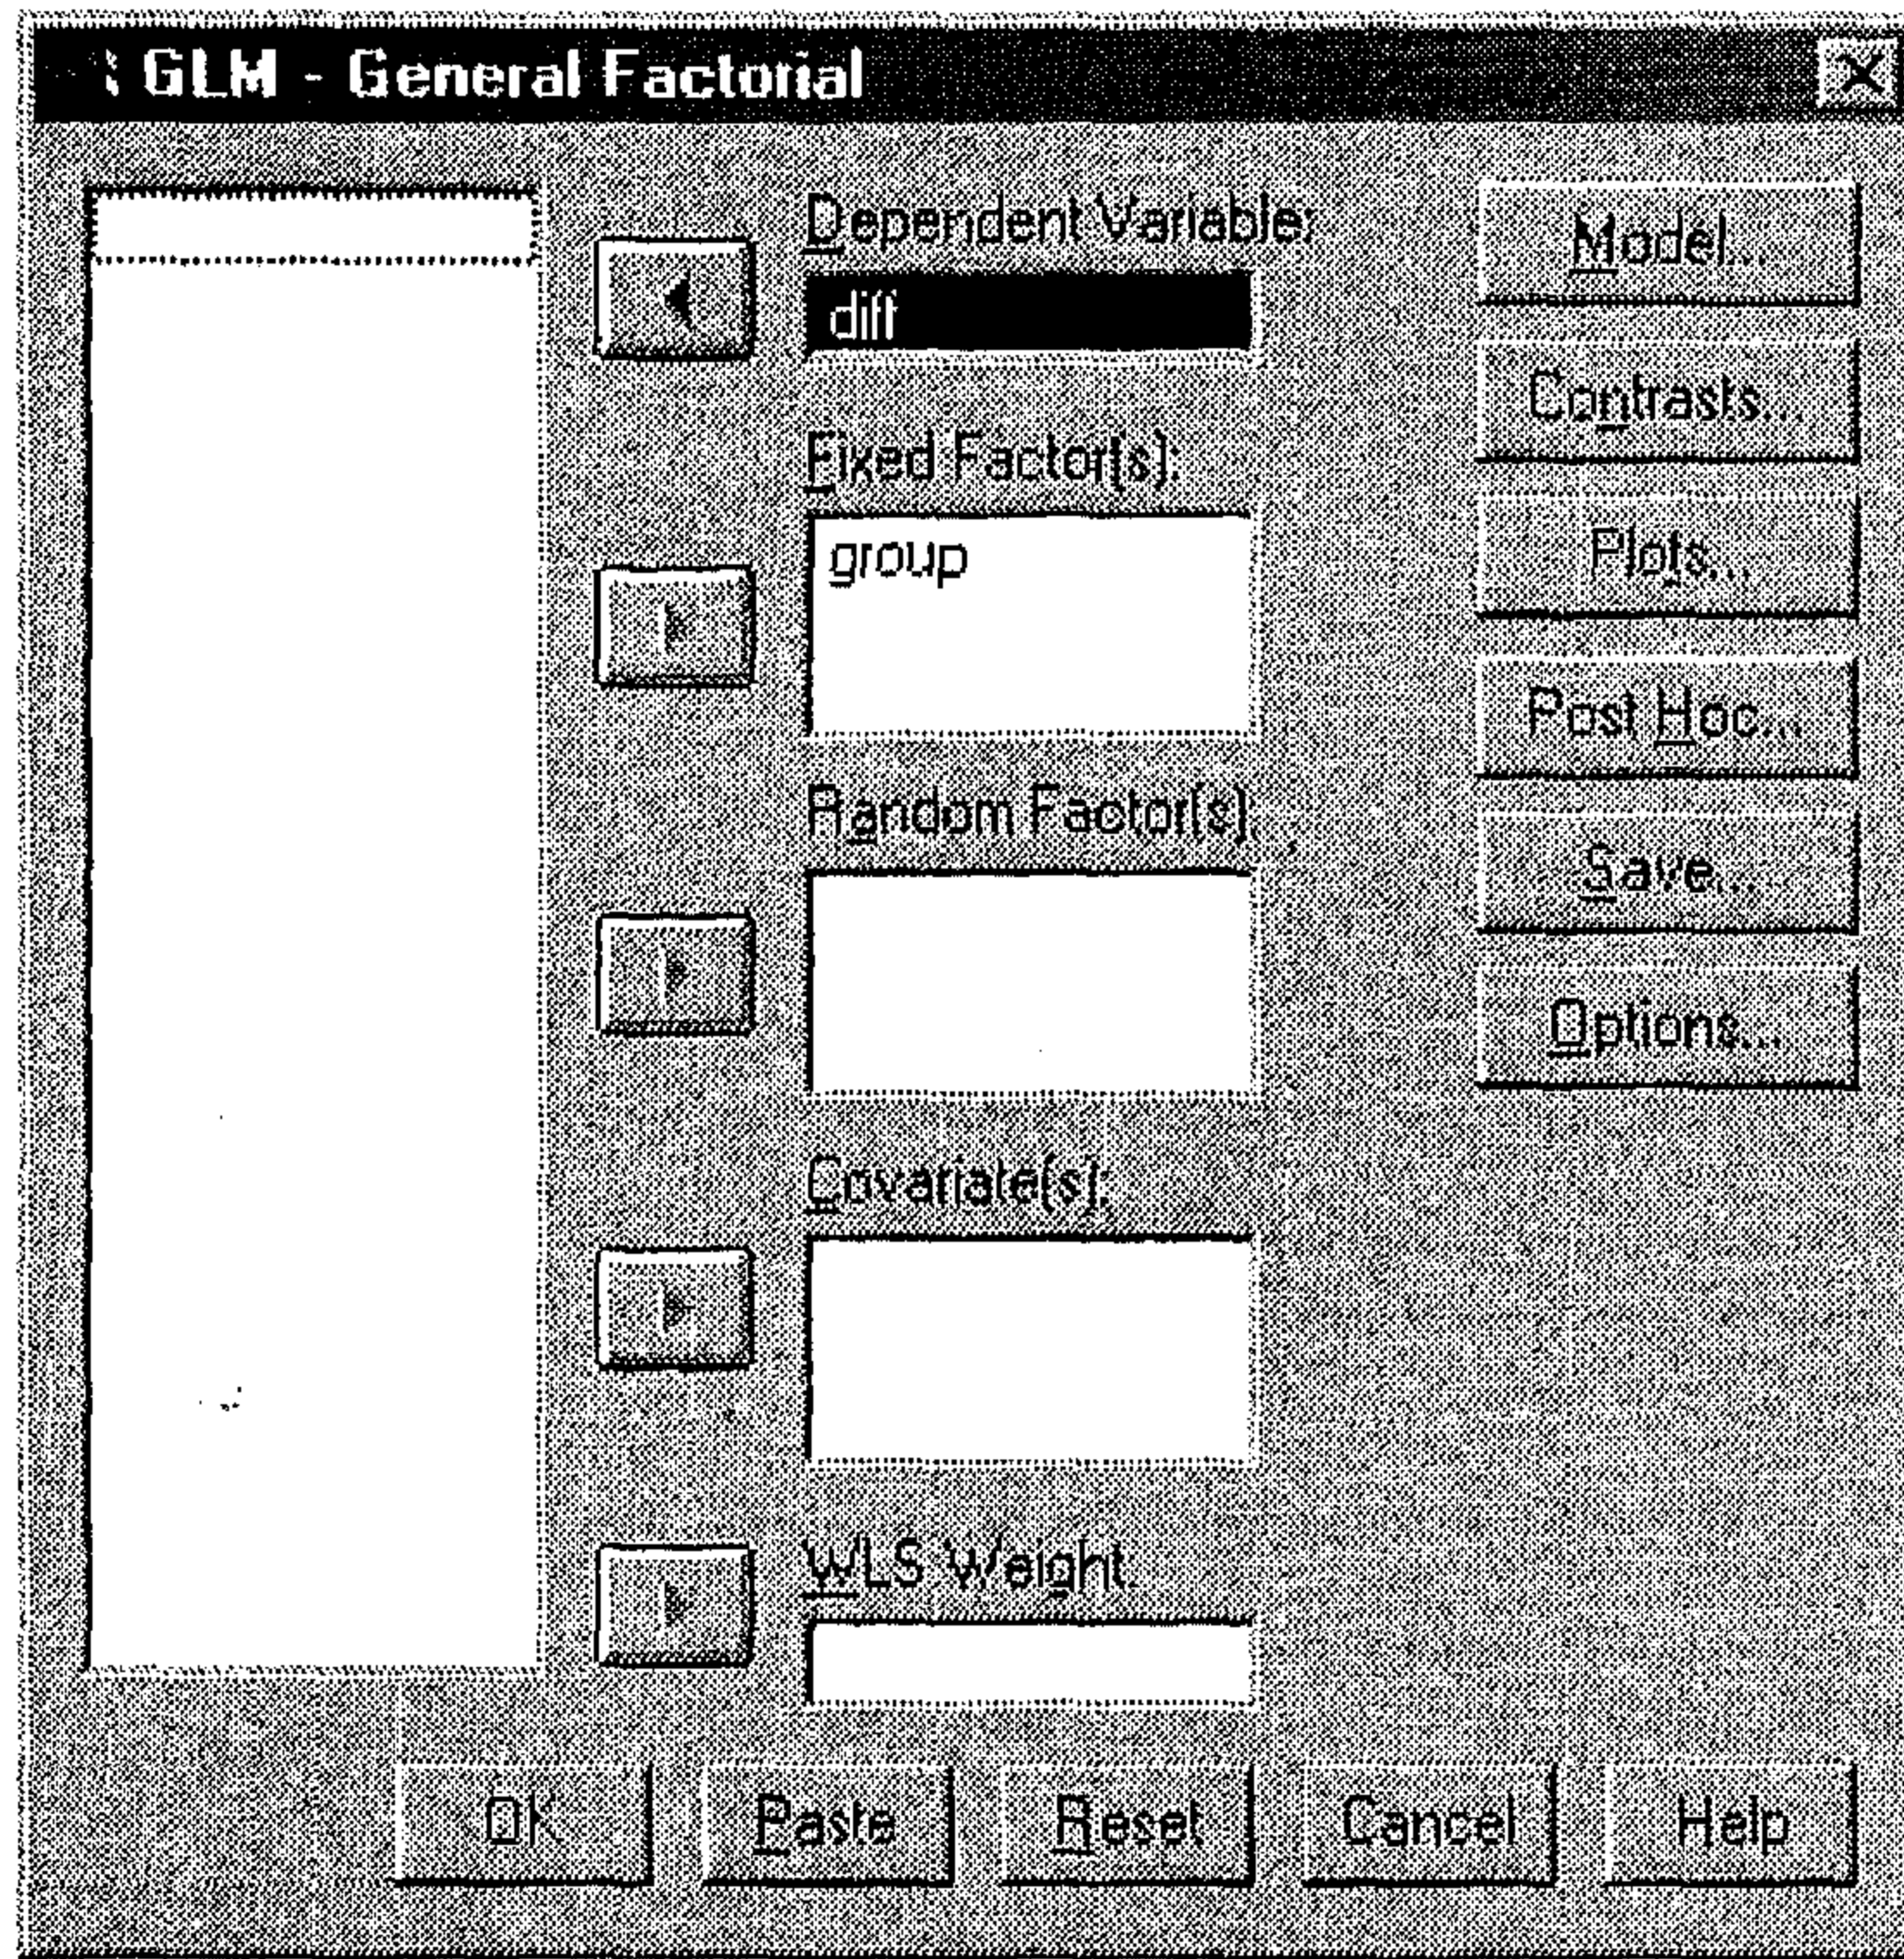 GLM - General Factorial
Dependent Variable:
diff
Fixed Factor(s):
group
Random Factor(s):
Covariate(s):
WLS Weight:
Model...
Contrasts...
Plots...
Post Hoc...
Save...
Options...
OK
Paste
Reset
Cancel
Help